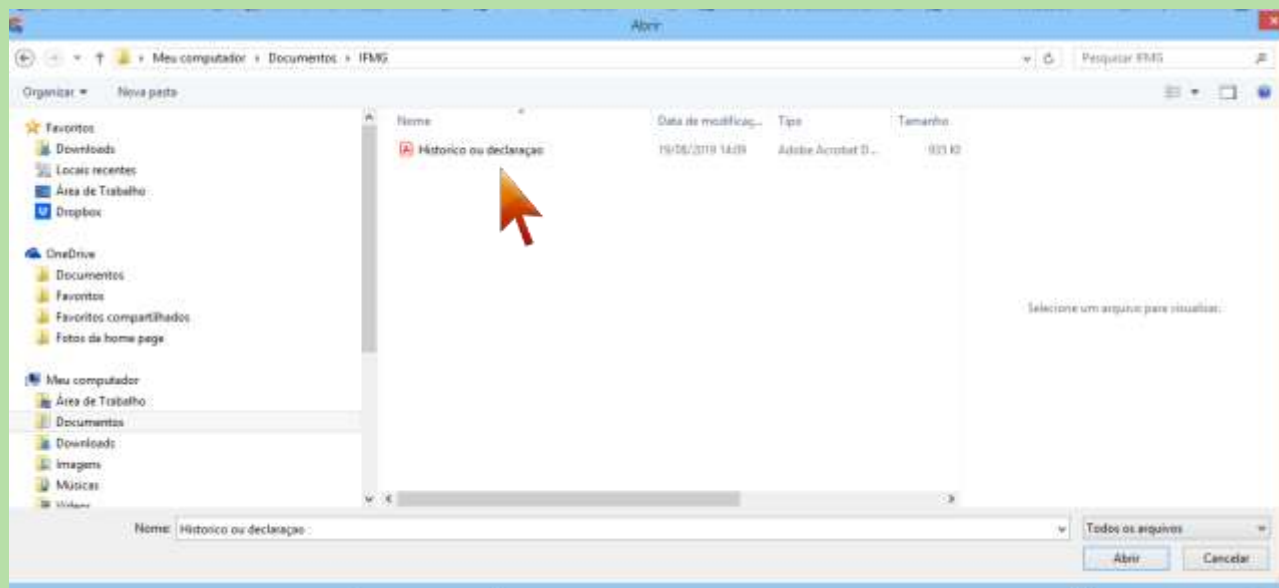 Abrir
Meu computador Documentos IFMG
Pesquisar IFMG
Organizar Nova pasta
Favoritos
Downloads
Locais recentes
Área de Trabalho
Dropbox
OneDrive
Documentos
Favoritos
Favoritos compartilhados
Fotos da home page
Meu computador
Área de Trabalho
Documentos
Downloads
Imagens
Músicas
Vídeos
Nome Data de modificaç... Tipo Tamanho
Historico ou declaraçao 19/08/2019 14:09 Adobe Acrobat D...
Selecione um arquivo para visualizar.
Nome: Historico ou declaraçao Todos os arquivos
Abrir Cancelar